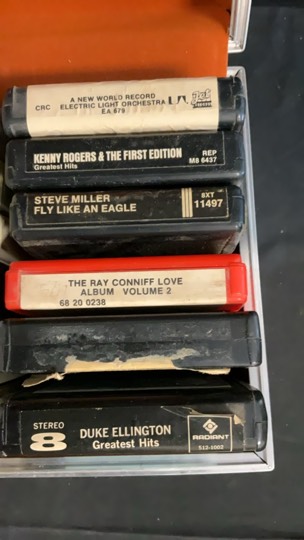 A NEW WORLD RECORD
CRC ELECTRIC LIGHT ORCHESTRA UA
EA 679
KENNY ROGERS & THE FIRST EDITION REP
Greatest Hits M8 6437
STEVE MILLER 8XT
FLY LIKE AN EAGLE 11497
THE RAY CONNIFF LOVE
ALBUM VOLUME 2
68 20 0238
STEREO
8
DUKE ELLINGTON
Greatest Hits
RADIANT
512-1002